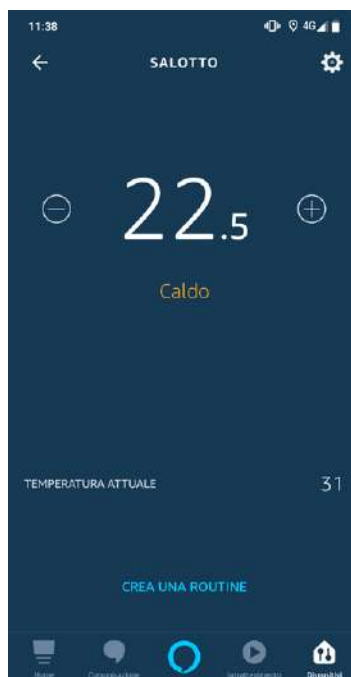 11:38
4G
SALOTTO
22.5
Caldo
TEMPERATURA ATTUALE 31
CREA UNA ROUTINE
Home Dispositivi